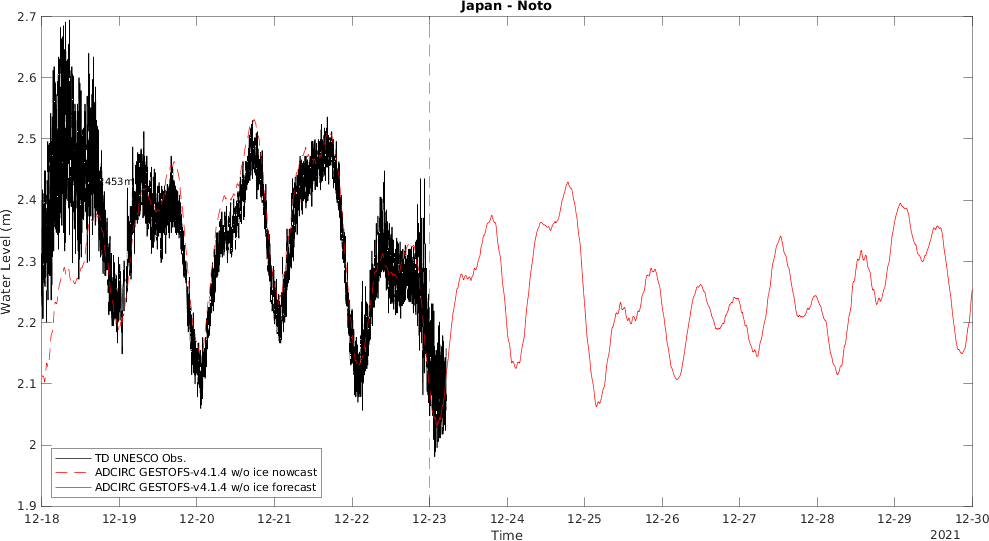 Japan - Noto
2.7
2.6
2.5
2.4
2.3
2.2
2.1
2
1.9
Water Level (m)
453m
TD UNESCO Obs.
ADCIRC GESTOFS-v4.1.4 w/o ice nowcast
ADCIRC GESTOFS-v4.1.4 w/o ice forecast
12-18 12-19 12-20 12-21 12-22 12-23 12-24 12-25 12-26 12-27 12-28 12-29 12-30
Time
2021